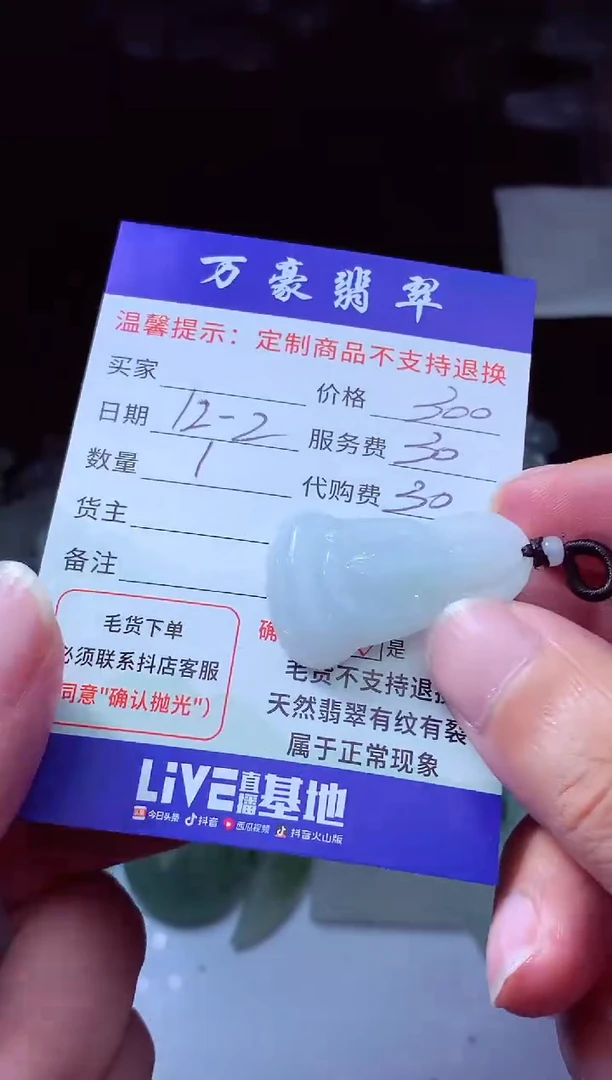 万豪翡翠
温馨提示：定制商品不支持退换
买家
价格 300
日期 12-2
服务费 30
数量 1
代购费 30
货主
备注
毛货下单
必须联系抖店客服
同意"确认抛光")
确
是
毛货不支持退换
天然翡翠有纹有裂
属于正常现象
LiVE直播基地
今日头条 抖音 西瓜视频 抖音火山版